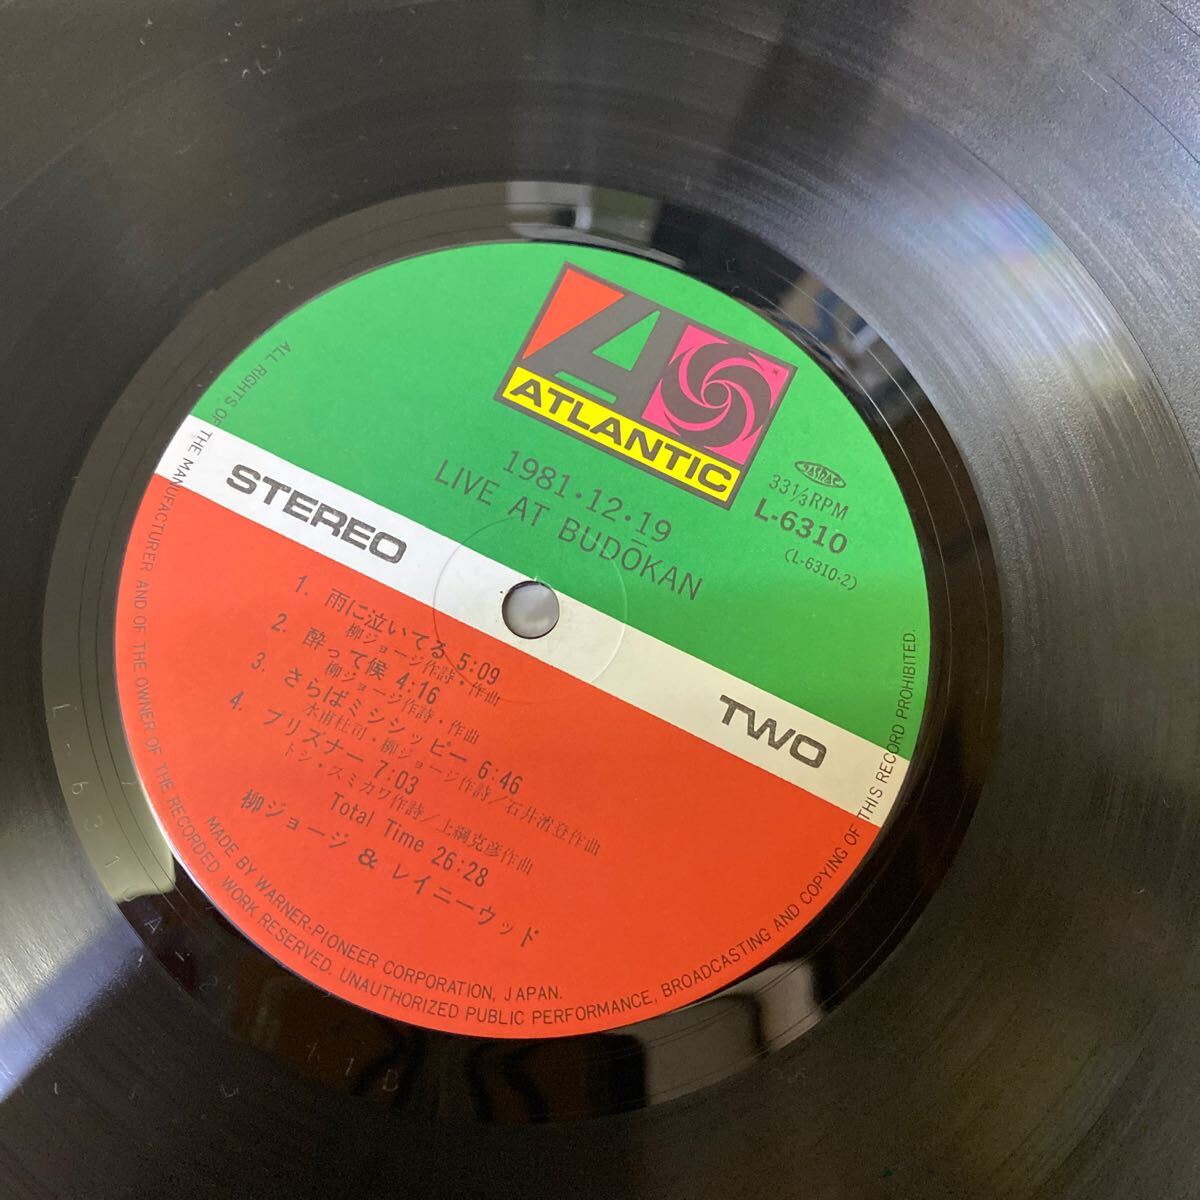 ATLANTIC
1981・12・19
LIVE AT BUDŌKAN
33 1/3 RPM
L-6310
(L-6310-2)
STEREO
TWO
1. 雨に泣いてる 5:09
柳ジョージ作詩・作曲
2. 酔って候 4:16
柳ジョージ作詩・作曲
3. さらばミシシッピー 6:46
柳ジョージ作詩/石井清登作曲
4. プリズナー 7:03
トシ・スミカワ作詩/上綱克彦作曲
Total Time 26:28
柳ジョージ & レイニーウッド
MADE BY WARNER-PIONEER CORPORATION, JAPAN.
ALL RIGHTS OF THE MANUFACTURER AND OF THE OWNER OF THE RECORDED WORK RESERVED. UNAUTHORIZED PUBLIC PERFORMANCE, BROADCASTING AND COPYING OF THIS RECORD PROHIBITED.